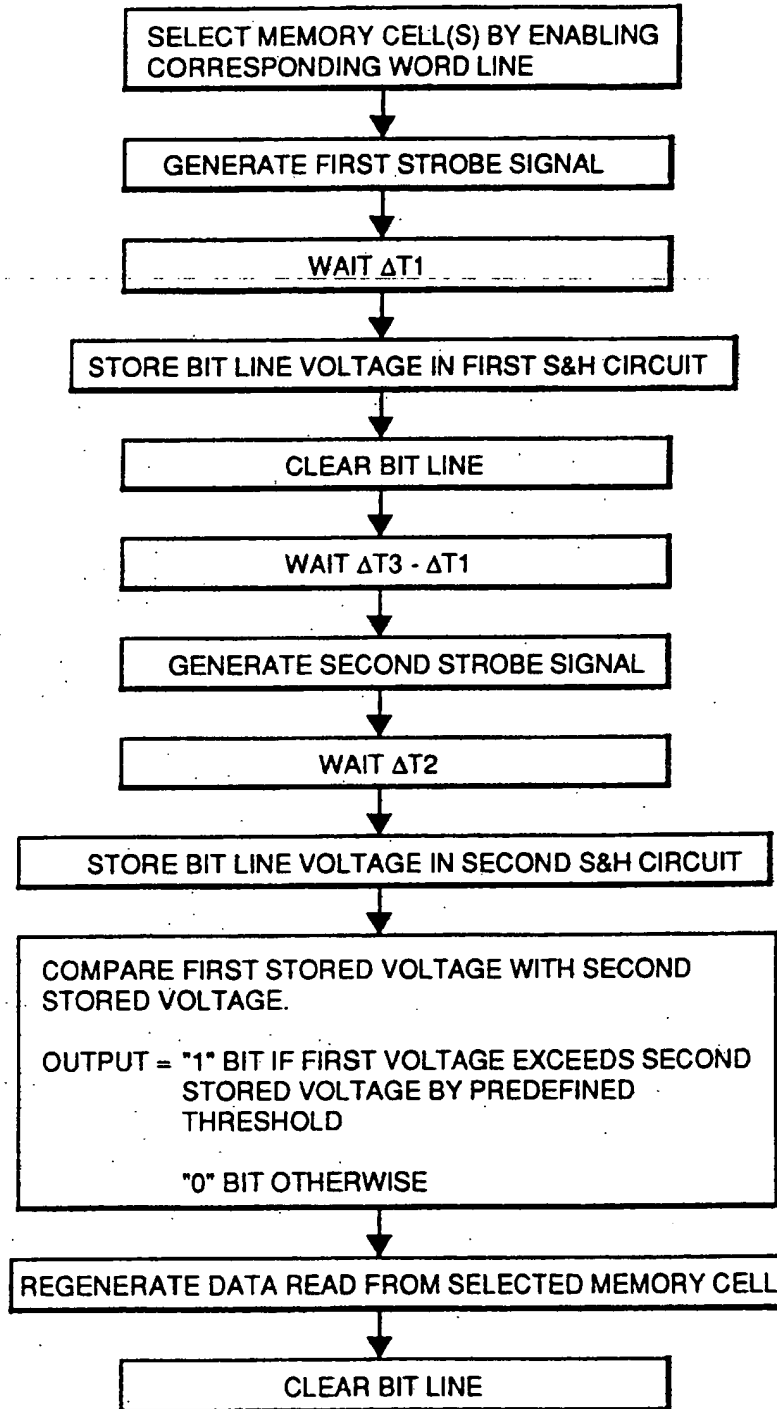 SELECT MEMORY CELL(S) BY ENABLING
CORRESPONDING WORD LINE
GENERATE FIRST STROBE SIGNAL
WAIT ΔT1
STORE BIT LINE VOLTAGE IN FIRST S&H CIRCUIT
CLEAR BIT LINE
WAIT ΔT3 - ΔT1
GENERATE SECOND STROBE SIGNAL
WAIT ΔT2
STORE BIT LINE VOLTAGE IN SECOND S&H CIRCUIT
COMPARE FIRST STORED VOLTAGE WITH SECOND
STORED VOLTAGE.
OUTPUT = "1" BIT IF FIRST VOLTAGE EXCEEDS SECOND
STORED VOLTAGE BY PREDEFINED
THRESHOLD
"0" BIT OTHERWISE
REGENERATE DATA READ FROM SELECTED MEMORY CELL
CLEAR BIT LINE